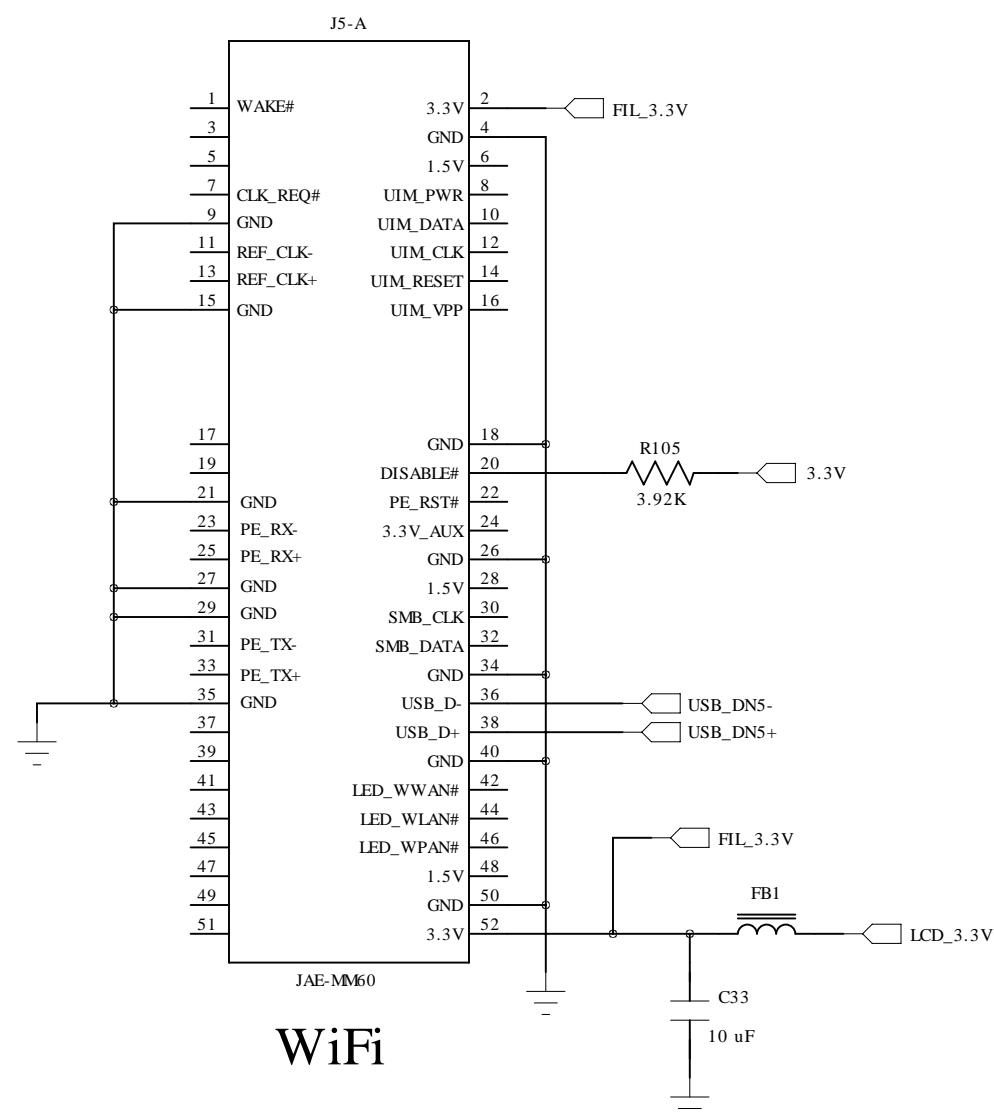 J5-A
1 WAKE# 3.3V 2 FIL_3.3V
3 GND 4
5 1.5V 6
7 CLK_REQ# UIM_PWR 8
9 GND UIM_DATA 10
11 REF_CLK- UIM_CLK 12
13 REF_CLK+ UIM_RESET 14
15 GND UIM_VPP 16
17 GND 18
R105
19 DISABLE# 20 3.3V
3.92K
21 GND PE_RST# 22
23 PE_RX- 3.3V_AUX 24
25 PE_RX+ GND 26
27 GND 1.5V 28
29 GND SMB_CLK 30
31 PE_TX- SMB_DATA 32
33 PE_TX+ GND 34
35 GND USB_D- 36 USB_DN5-
37 USB_D+ 38 USB_DN5+
39 GND 40
41 LED_WWAN# 42
43 LED_WLAN# 44
45 LED_WPAN# 46 FIL_3.3V
47 1.5V 48
49 GND 50
FB1
51 3.3V 52 LCD_3.3V
JAE-MM60
C33
10 uF
WiFi